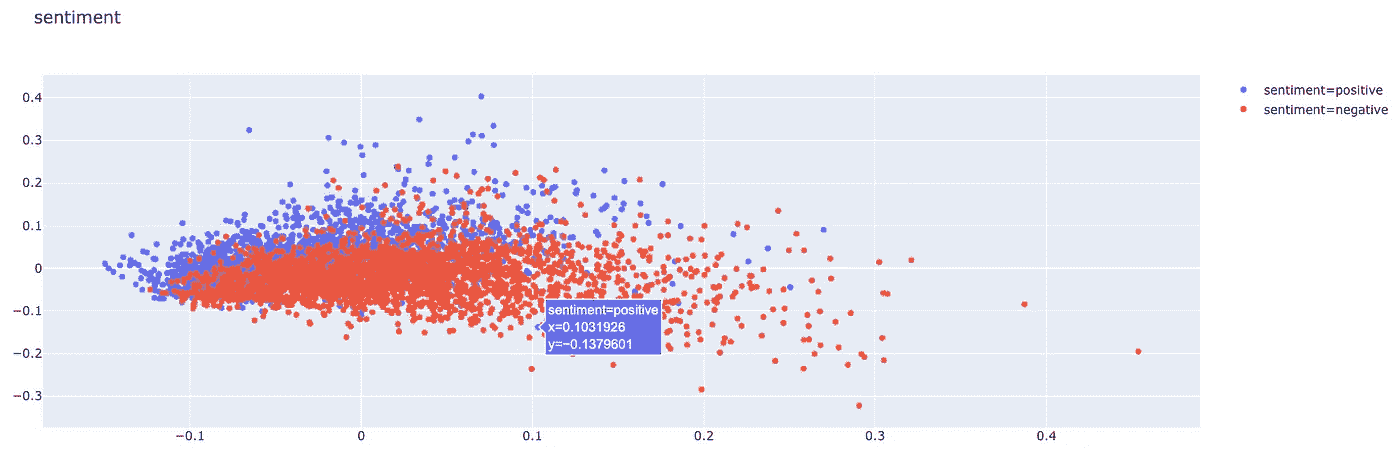 sentiment
0.4
0.3
0.2
0.1
0
−0.1
−0.2
−0.3
−0.1
0
0.1
0.2
0.3
0.4
sentiment=positive
sentiment=negative
sentiment=positive
x=0.1031926
y=−0.1379601